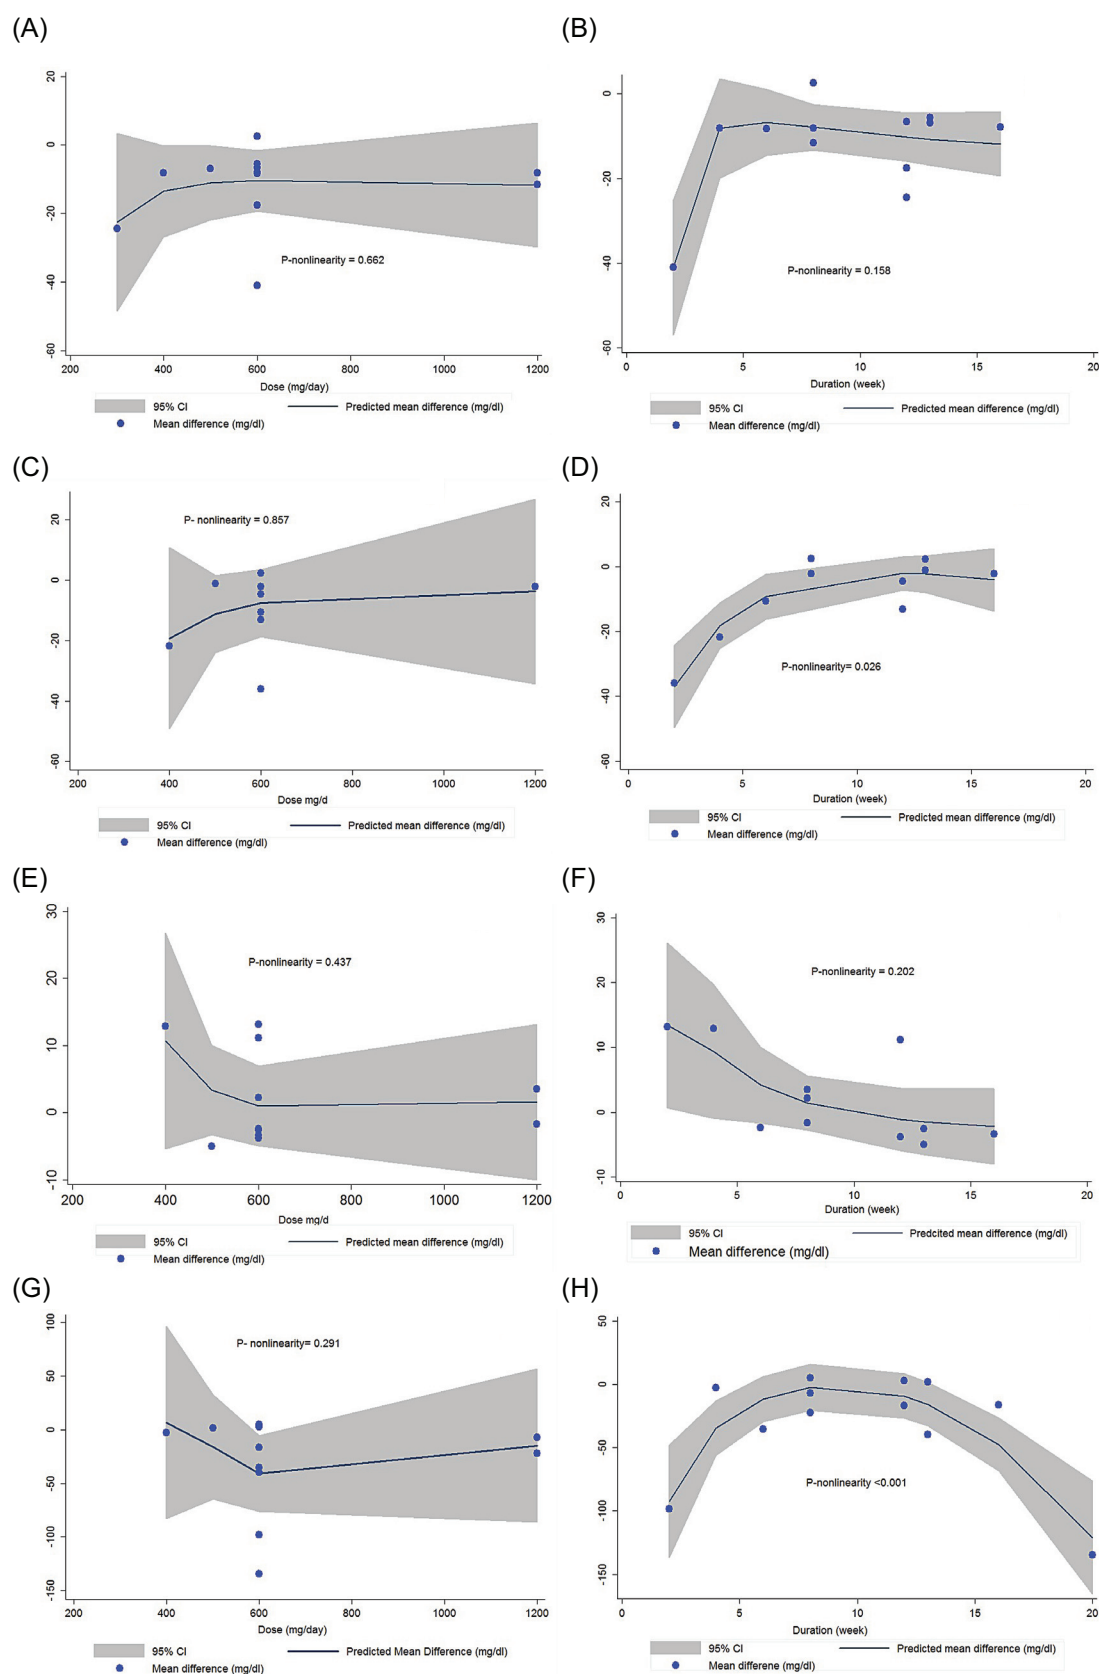 (A)
20
0
-20
-40
-60
P-nonlinearity = 0.662
200 400 600 800 1000 1200
Dose (mg/day)
95% CI Predicted mean difference (mg/dl)
Mean difference (mg/dl)
(B)
0
-20
-40
-60
P-nonlinearity = 0.158
0 5 10 15 20
Duration (week)
95% CI Predicted mean difference (mg/dl)
Mean difference (mg/dl)
(C)
20
0
-20
-40
-60
P- nonlinearity = 0.857
200 400 600 800 1000 1200
Dose mg/d
95% CI Predicted mean difference (mg/dl)
Mean difference (mg/dl)
(D)
20
0
-20
-40
-60
P-nonlinearity= 0.026
0 5 10 15 20
Duration (week)
95% CI Predicted mean difference (mg/dl)
Mean difference (mg/dl)
(E)
30
20
10
0
-10
P-nonlinearity = 0.437
200 400 600 800 1000 1200
Dose mg/d
95% CI Predicted mean difference (mg/dl)
Mean difference (mg/dl)
(F)
30
20
10
0
-10
P-nonlinearity = 0.202
0 5 10 15 20
Duration (week)
95% CI Predcited mean difference (mg/dl)
Mean difference (mg/dl)
(G)
100
50
0
-50
-100
-150
P- nonlinearity= 0.291
200 400 600 800 1000 1200
Dose (mg/day)
95% CI Predicted Mean Difference (mg/dl)
Mean difference (mg/dl)
(H)
50
0
-50
-100
-150
P-nonlinearity <0.001
0 5 10 15 20
Duration (week)
95% CI Predicted mean difference (mg/dl)
Mean differene (mg/dl)